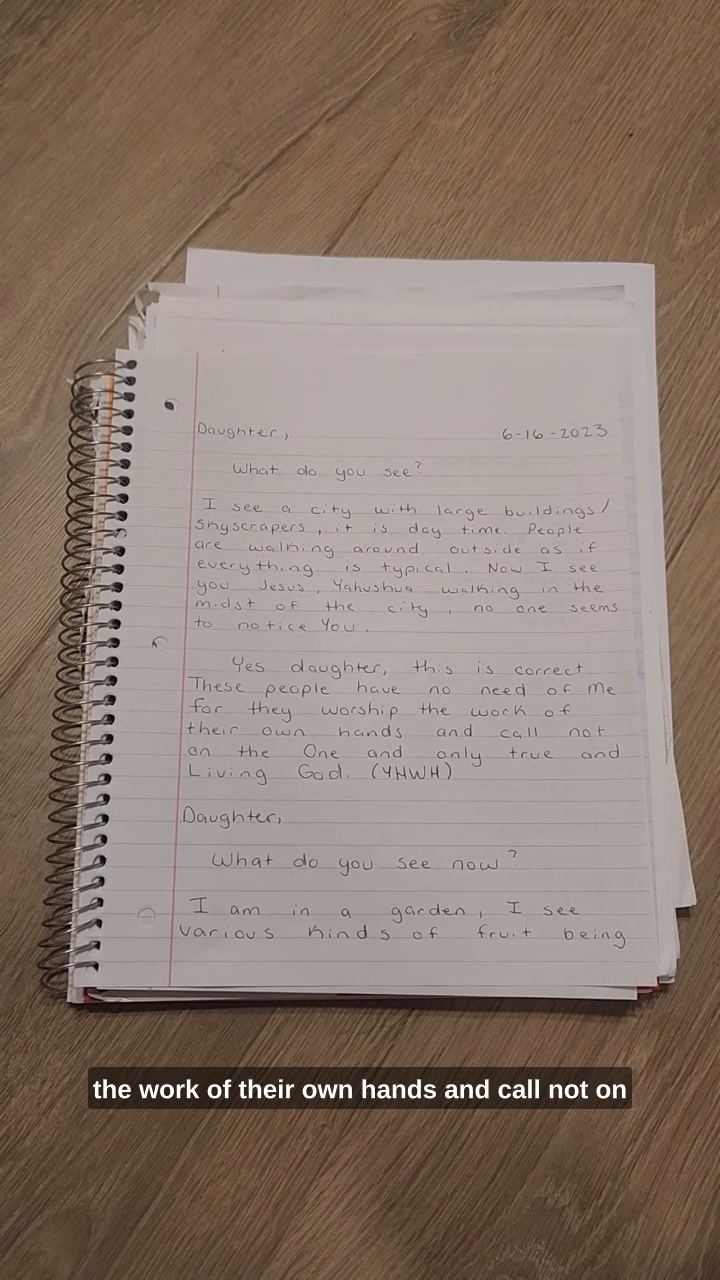 Daughter, 6-16-2023
What do you see?
I see a city with large buildings/
skyscrapers, it is day time. People
are walking around outside as if
everything is typical. Now I see
you Jesus, Yahushua walking in the
midst of the city, no one seems
to notice You.
Yes daughter, this is correct.
These people have no need of Me
for they worship the work of
their own hands and call not
on the One and only true and
Living God. (YHWH)
Daughter,
What do you see now?
I am in a garden, I see
various kinds of fruit being
the work of their own hands and call not on